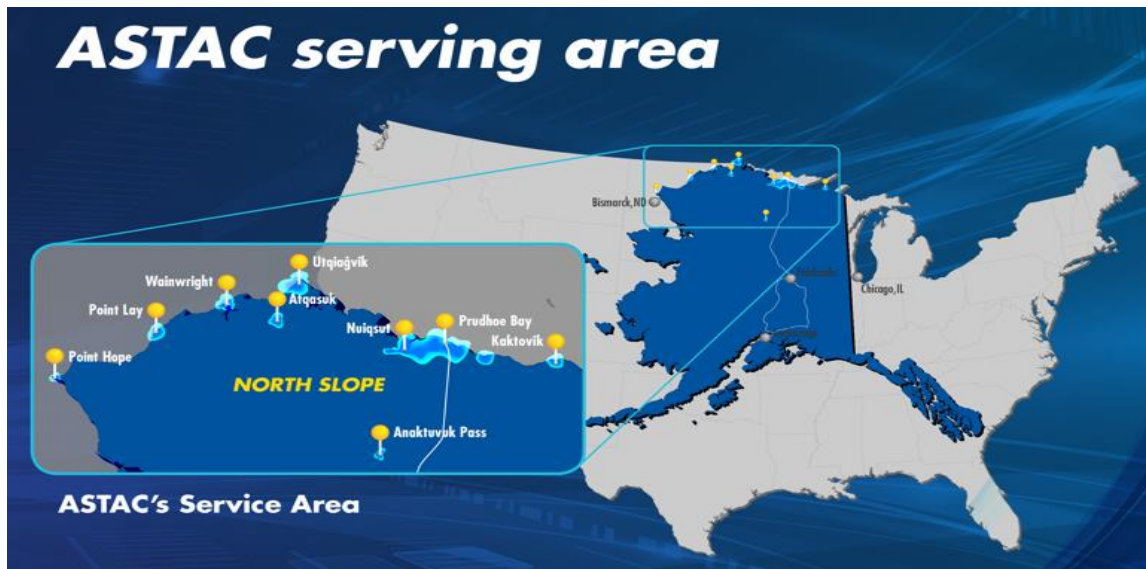 ASTAC serving area
Bismarck, ND
Fairbanks
Chicago, IL
Utqiaġvik
Wainwright
Atqasuk
Point Lay
Nuiqsut
Prudhoe Bay
Kaktovik
Point Hope
NORTH SLOPE
Anaktuvuk Pass
ASTAC's Service Area